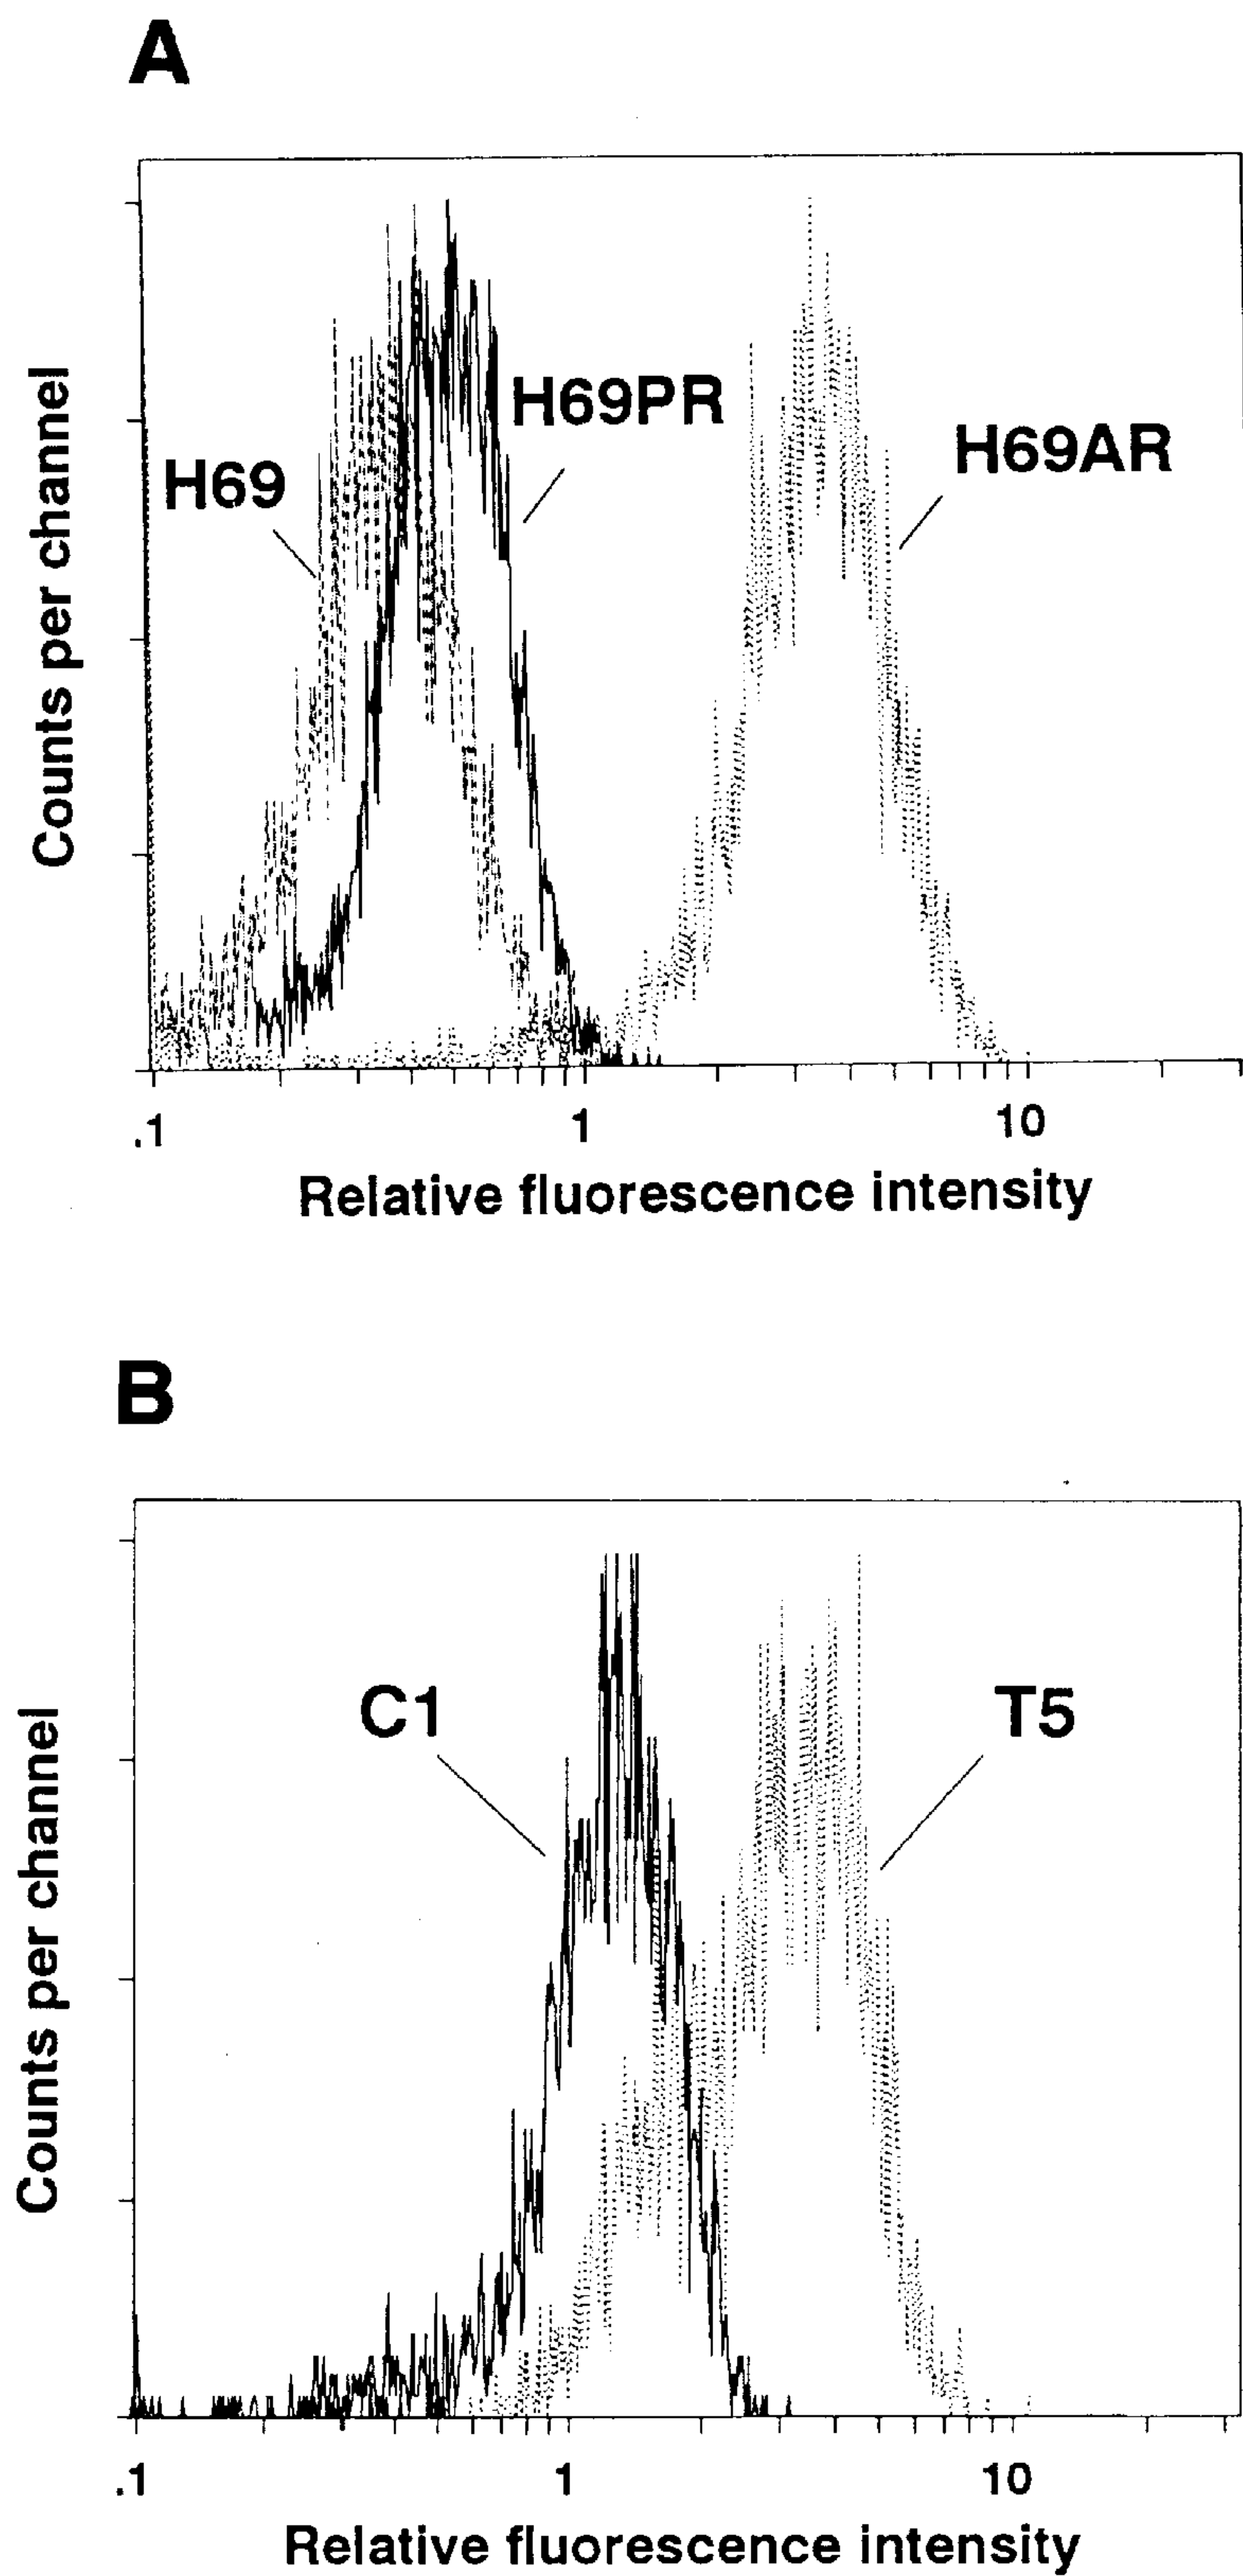 A
Counts per channel
H69
H69PR
H69AR
.1 1 10
Relative fluorescence intensity
B
Counts per channel
C1
T5
.1 1 10
Relative fluorescence intensity